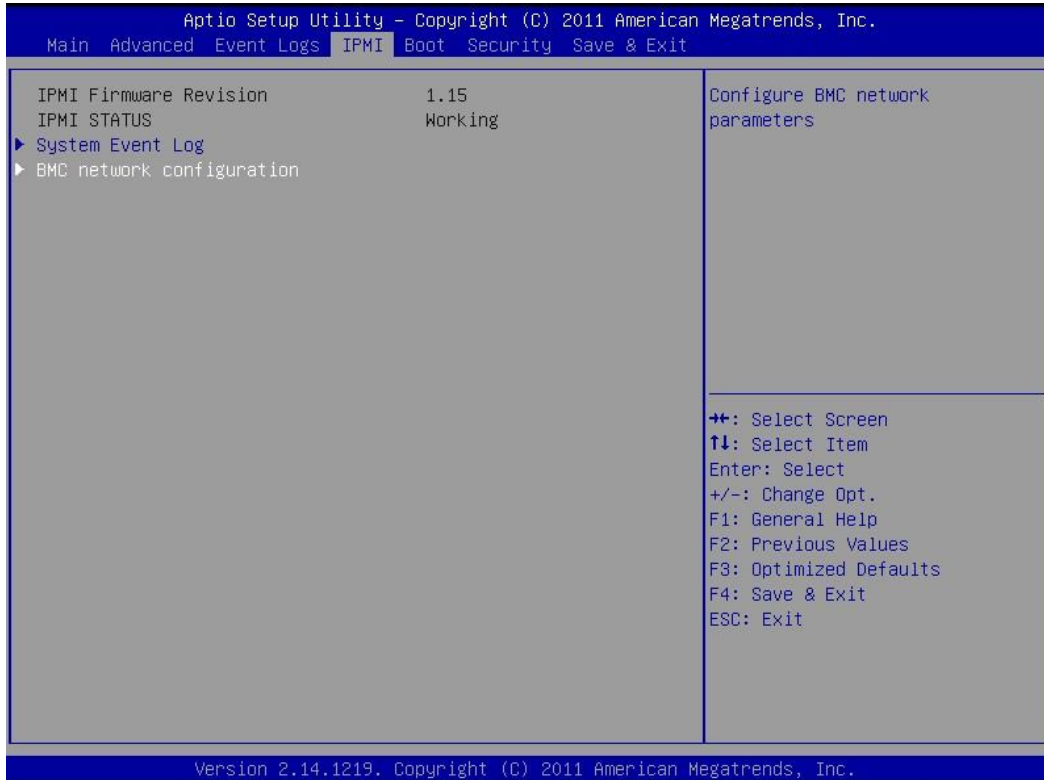 Aptio Setup Utility – Copyright (C) 2011 American Megatrends, Inc.
Main Advanced Event Logs IPMI Boot Security Save & Exit
IPMI Firmware Revision 1.15
IPMI STATUS Working
▶ System Event Log
▶ BMC network configuration
Configure BMC network
parameters
→←: Select Screen
↑↓: Select Item
Enter: Select
+/-: Change Opt.
F1: General Help
F2: Previous Values
F3: Optimized Defaults
F4: Save & Exit
ESC: Exit
Version 2.14.1219. Copyright (C) 2011 American Megatrends, Inc.